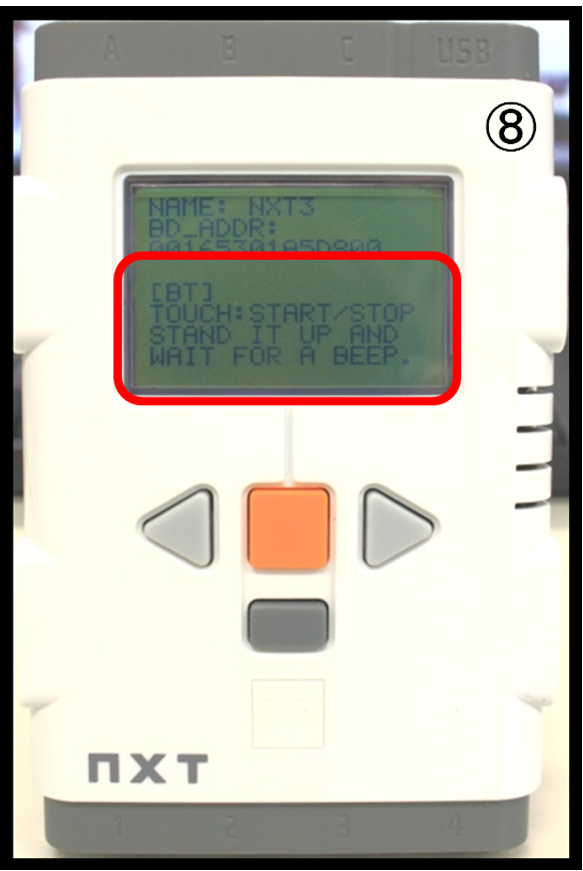 A B C USB
⑧
NAME: NXT3
BD_ADDR:
00165301A5D800
[BT]
TOUCH:START/STOP
STAND IT UP AND
WAIT FOR A BEEP.
NXT
1 2 3 4